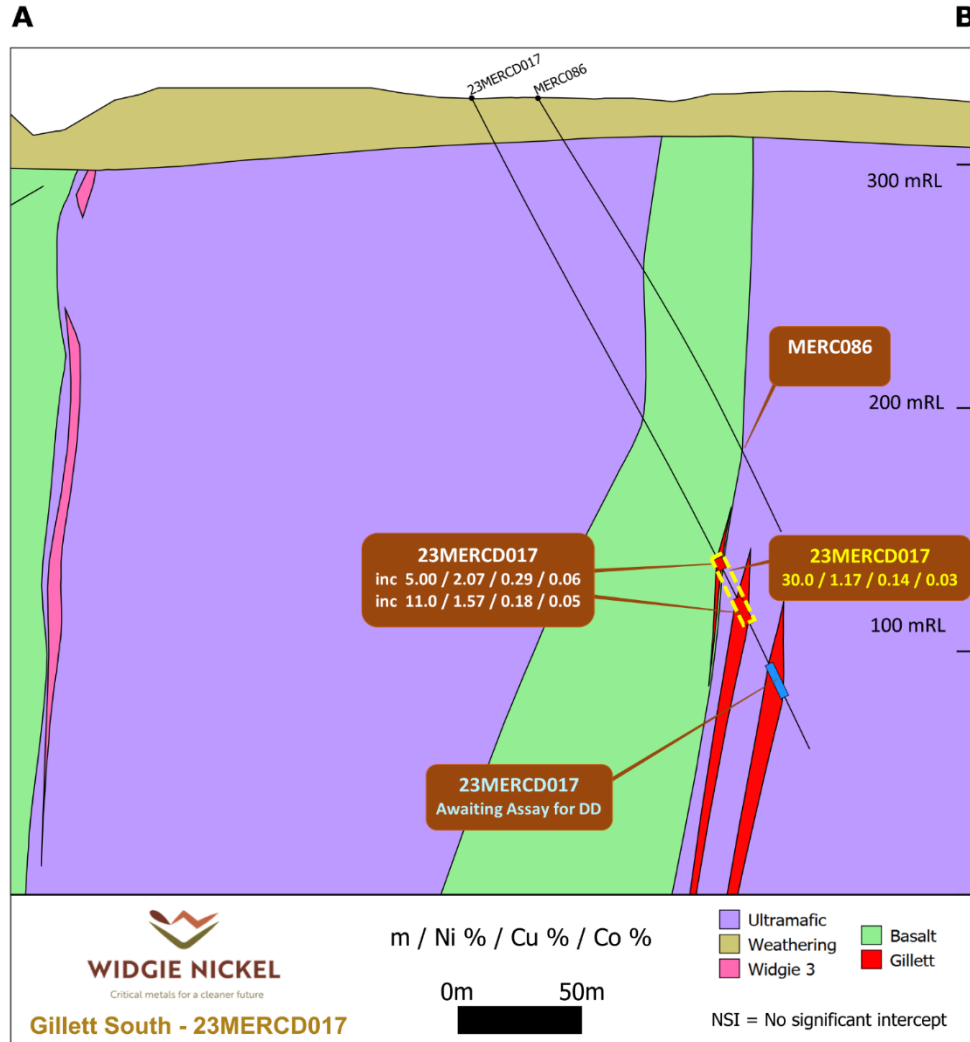 A
B
23MERCD017
MERC086
300 mRL
MERC086
200 mRL
23MERCD017
inc 5.00 / 2.07 / 0.29 / 0.06
inc 11.0 / 1.57 / 0.18 / 0.05
23MERCD017
30.0 / 1.17 / 0.14 / 0.03
100 mRL
23MERCD017
Awaiting Assay for DD
WIDGIE NICKEL
Critical metals for a cleaner future
Gillett South - 23MERCD017
m / Ni % / Cu % / Co %
0m
50m
Ultramafic
Weathering
Widgie 3
Basalt
Gillett
NSI = No significant intercept